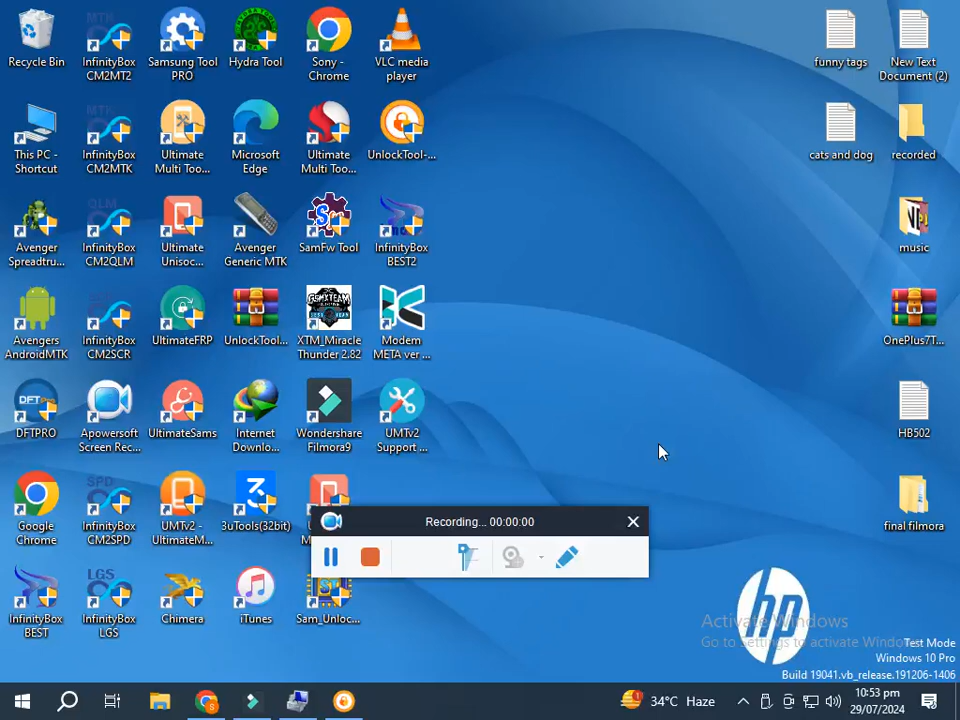 Recycle Bin
InfinityBox
CM2MT2
Samsung Tool
PRO
Hydra Tool
Sony -
Chrome
VLC media
player
funny tags
New Text
Document (2)
This PC -
Shortcut
InfinityBox
CM2MTK
Ultimate
Multi Too...
Microsoft
Edge
Ultimate
Multi Too...
UnlockTool-...
cats and dog
recorded
Avenger
Spreadtru...
InfinityBox
CM2QLM
Ultimate
Unisoc...
Avenger
Generic MTK
SamFw Tool
InfinityBox
BEST2
music
Avengers
AndroidMTK
InfinityBox
CM2SCR
UltimateFRP
UnlockTool...
XTM_Miracle
Thunder 2.82
Modem
META ver ...
OnePlus7T...
DFTPRO
Apowersoft
Screen Rec...
UltimateSams
Internet
Downlo...
Wondershare
Filmora9
UMTv2
Support ...
HB502
Google
Chrome
InfinityBox
CM2SPD
UMTv2 -
UltimateM...
3uTools(32bit)
final filmora
Recording... 00:00:00
InfinityBox
BEST
InfinityBox
LGS
Chimera
iTunes
Sam_Unloc...
hp
Activate Windows
Go to Settings to activate Windows.
Test Mode
Windows 10 Pro
Build 19041.vb_release.191206-1406
34°C Haze
10:53 pm
29/07/2024